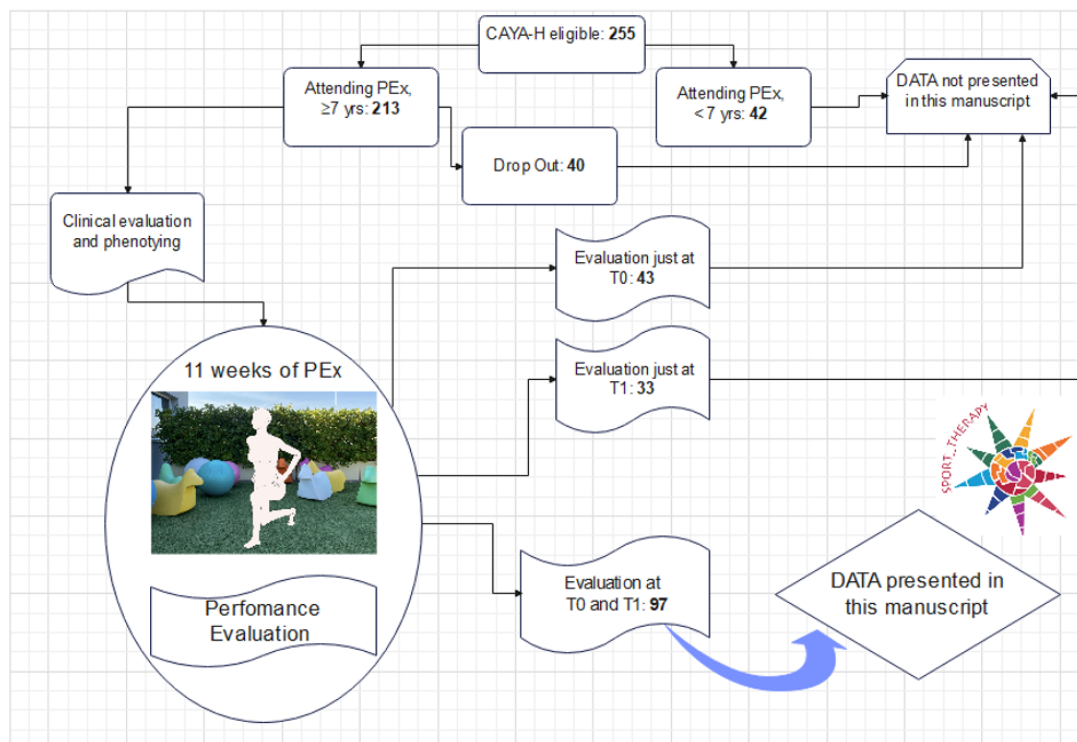 CAYA-H eligible: 255
Attending PEx,
≥7 yrs: 213
Attending PEx,
< 7 yrs: 42
DATA not presented
in this manuscript
Drop Out: 40
Clinical evaluation
and phenotying
Evaluation just at
T0: 43
11 weeks of PEx
Evaluation just at
T1: 33
SPORT_THERAPY
Perfomance
Evaluation
Evaluation at
T0 and T1: 97
DATA presented in
this manuscript